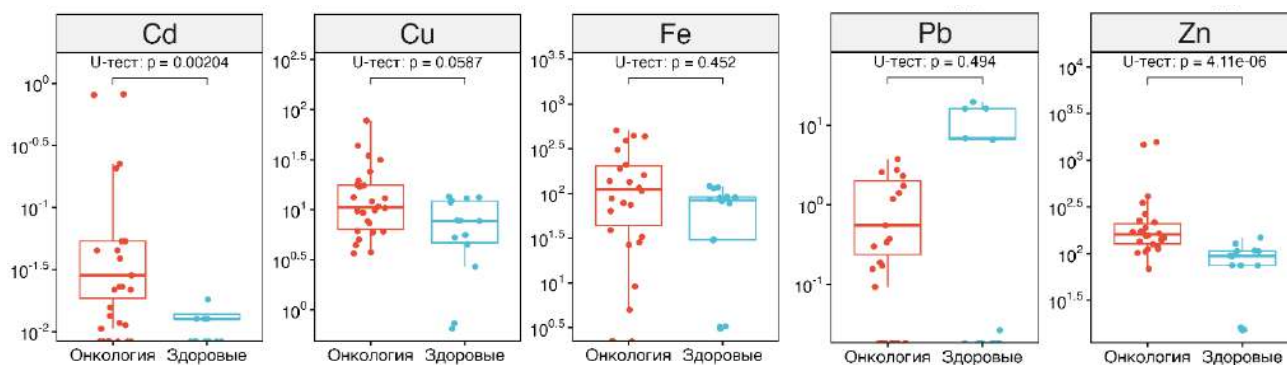 Cd
U-тест: p = 0.00204
10^0
10^-0.5
10^-1
10^-1.5
10^-2
Онкология Здоровые
Cu
U-тест: p = 0.0587
10^2.5
10^2
10^1.5
10^1
10^0.5
10^0
Онкология Здоровые
Fe
U-тест: p = 0.452
10^3.5
10^3
10^2.5
10^2
10^1.5
10^1
10^0.5
Онкология Здоровые
Pb
U-тест: p = 0.494
10^1
10^0
10^-1
Онкология Здоровые
Zn
U-тест: p = 4.11e-06
10^4
10^3.5
10^3
10^2.5
10^2
10^1.5
Онкология Здоровые